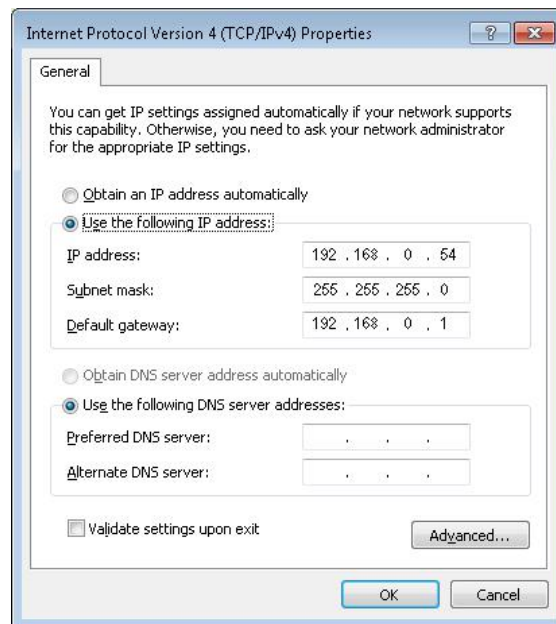 Internet Protocol Version 4 (TCP/IPv4) Properties
General
You can get IP settings assigned automatically if your network supports
this capability. Otherwise, you need to ask your network administrator
for the appropriate IP settings.
Obtain an IP address automatically
Use the following IP address:
IP address: 192 . 168 . 0 . 54
Subnet mask: 255 . 255 . 255 . 0
Default gateway: 192 . 168 . 0 . 1
Obtain DNS server address automatically
Use the following DNS server addresses:
Preferred DNS server: . . .
Alternate DNS server: . . .
Validate settings upon exit
Advanced...
OK Cancel